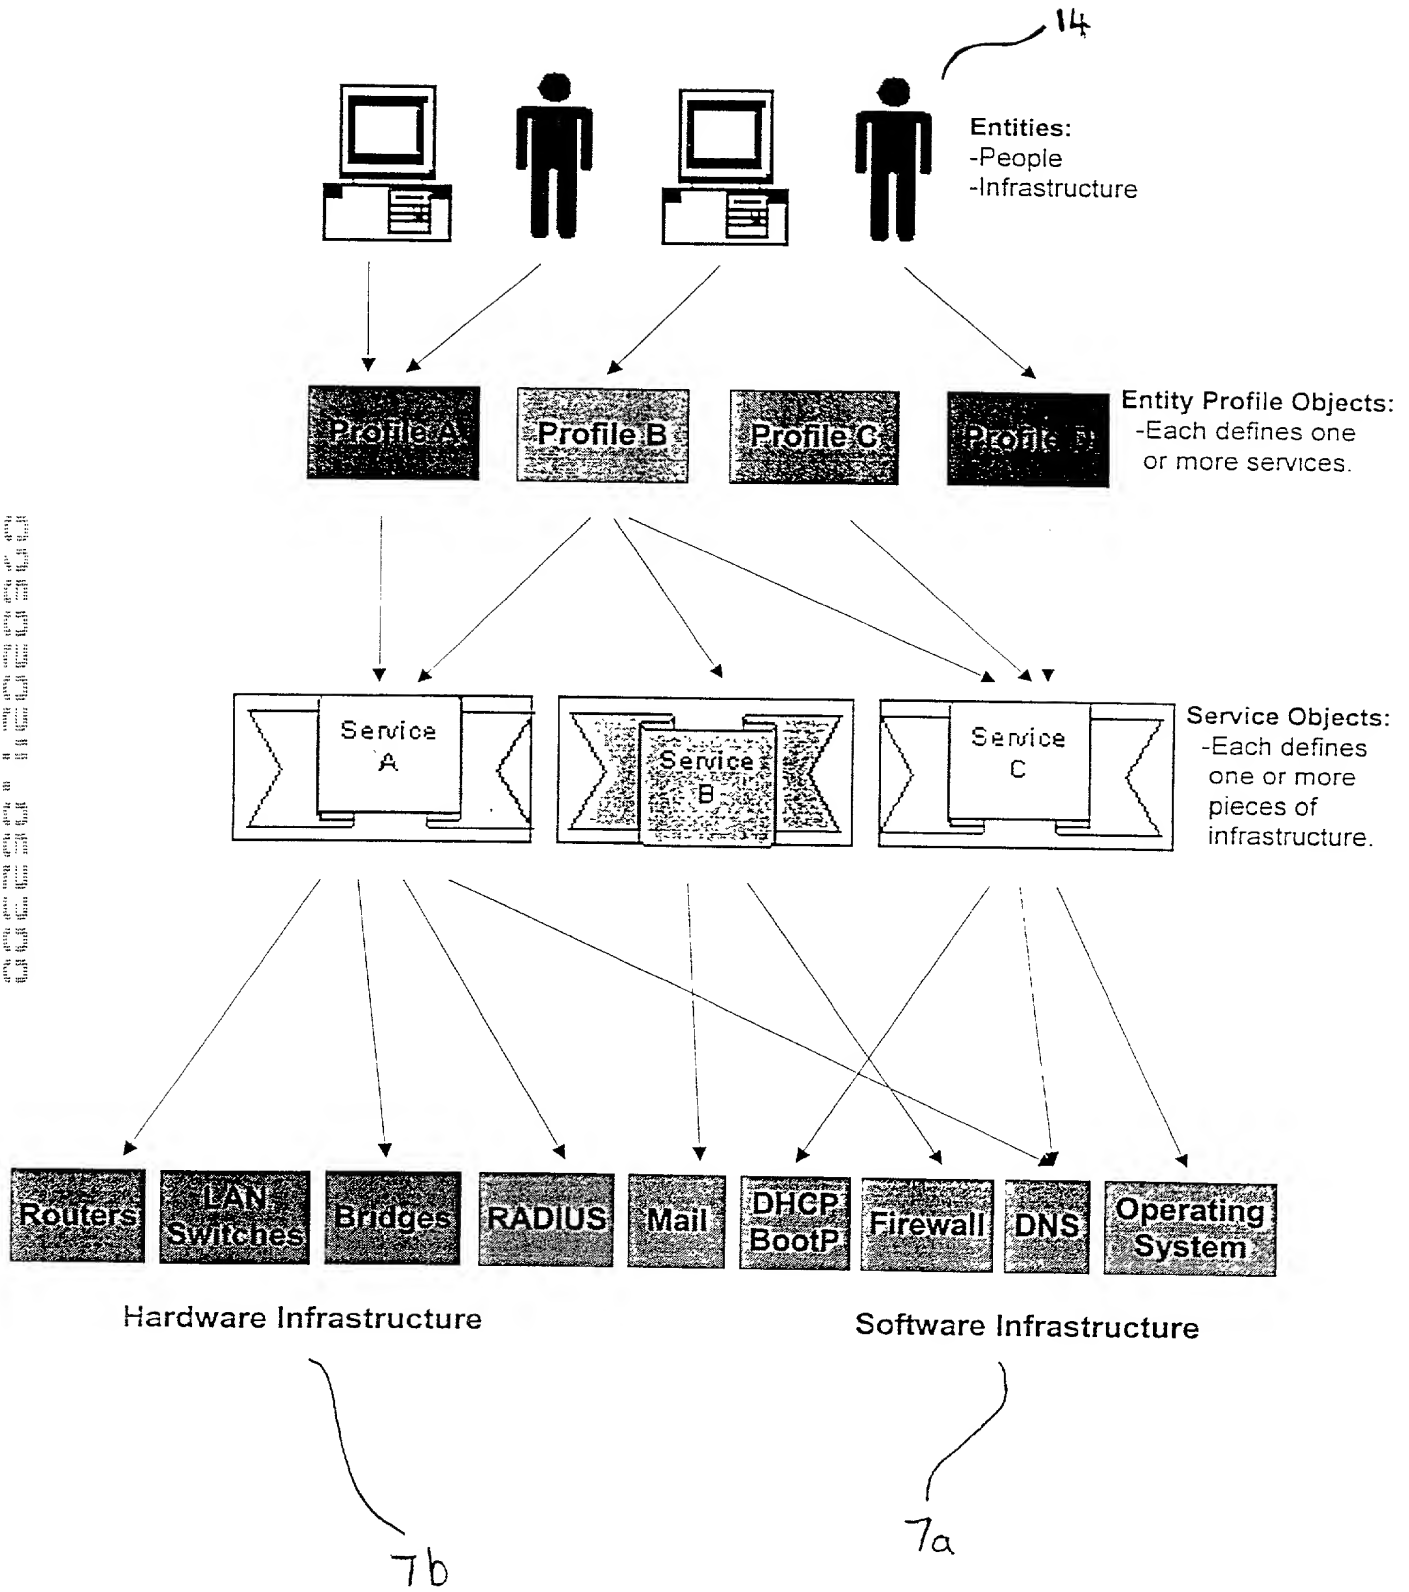 14
Entities:
-People
-Infrastructure
Profile A
Profile B
Profile C
Profile D
Entity Profile Objects:
-Each defines one
or more services.
Service
A
Service
B
Service
C
Service Objects:
-Each defines
one or more
pieces of
infrastructure.
Routers
LAN
Switches
Bridges
RADIUS
Mail
DHCP
BootP
Firewall
DNS
Operating
System
Hardware Infrastructure
Software Infrastructure
7b
7a